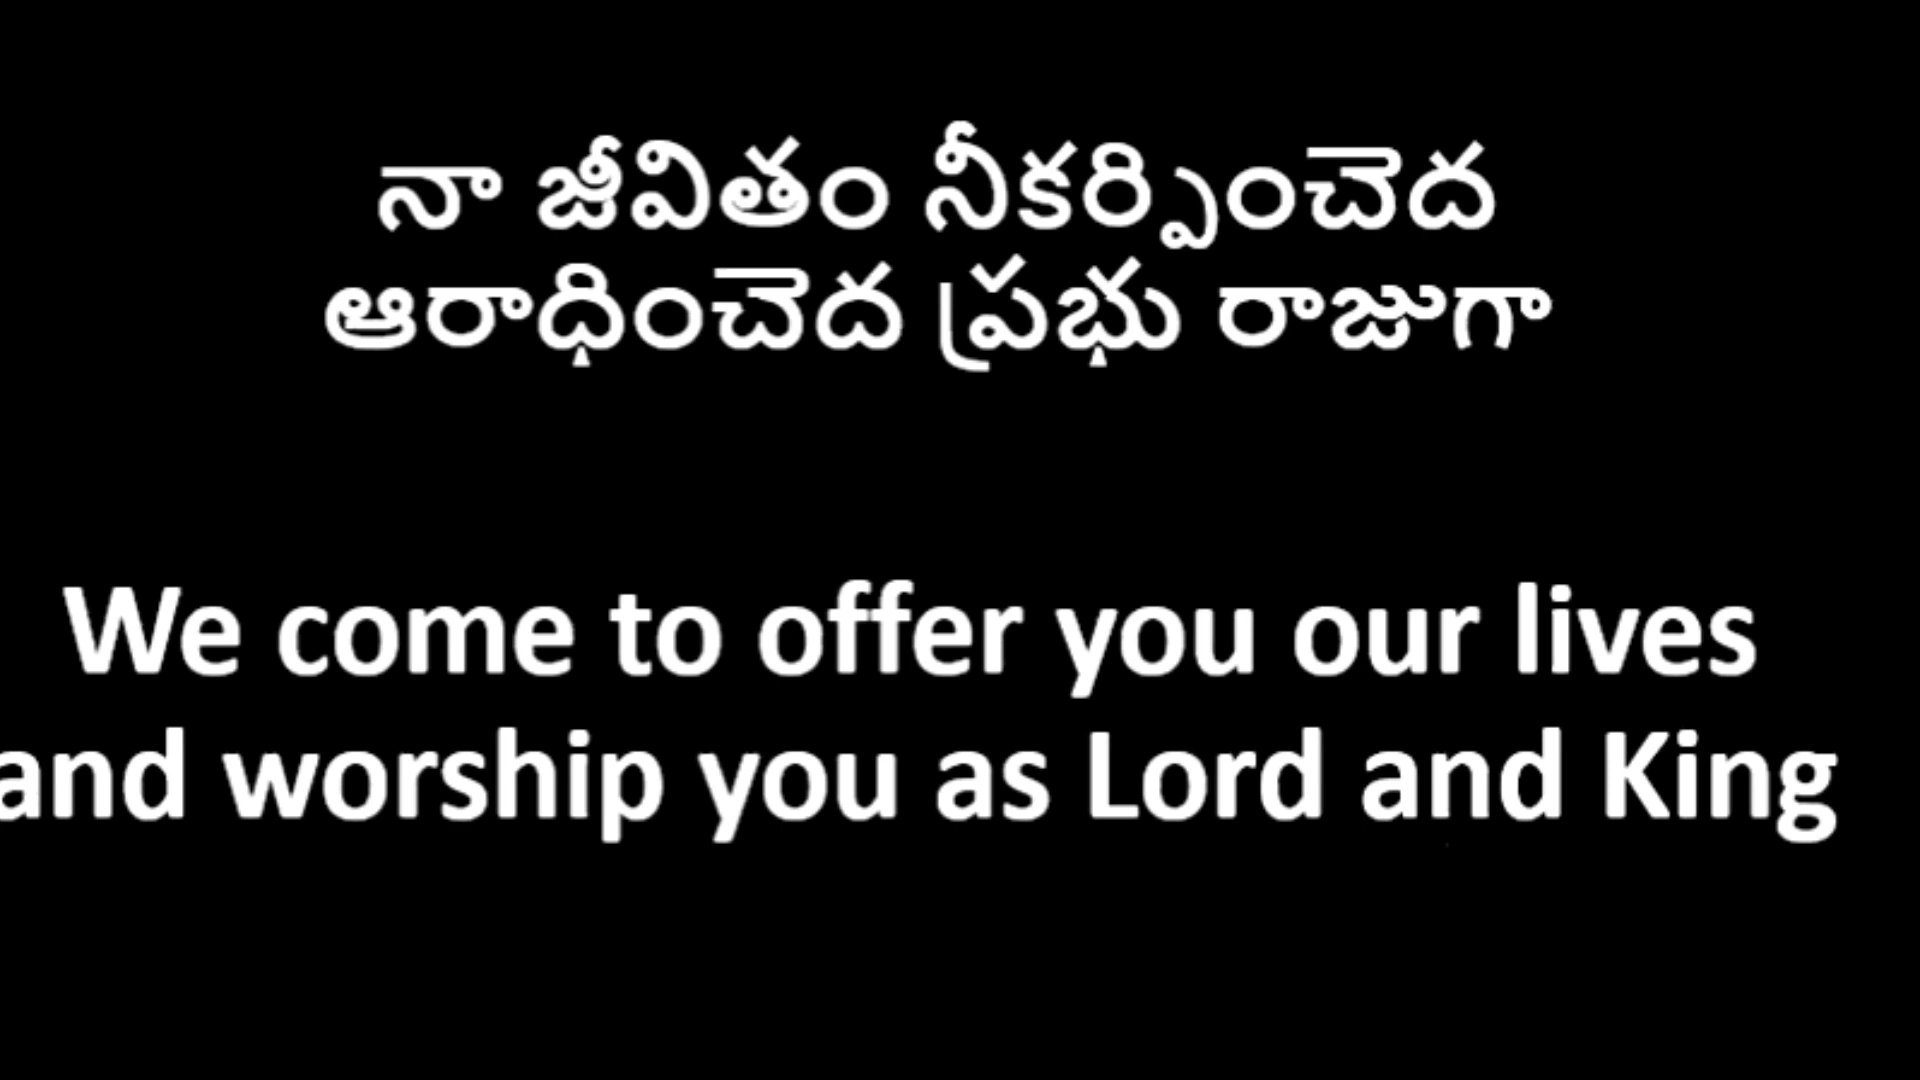 నా జీవితం నీకర్పించెద
ఆరాధించెద ప్రభు రాజుగా
We come to offer you our lives
and worship you as Lord and King